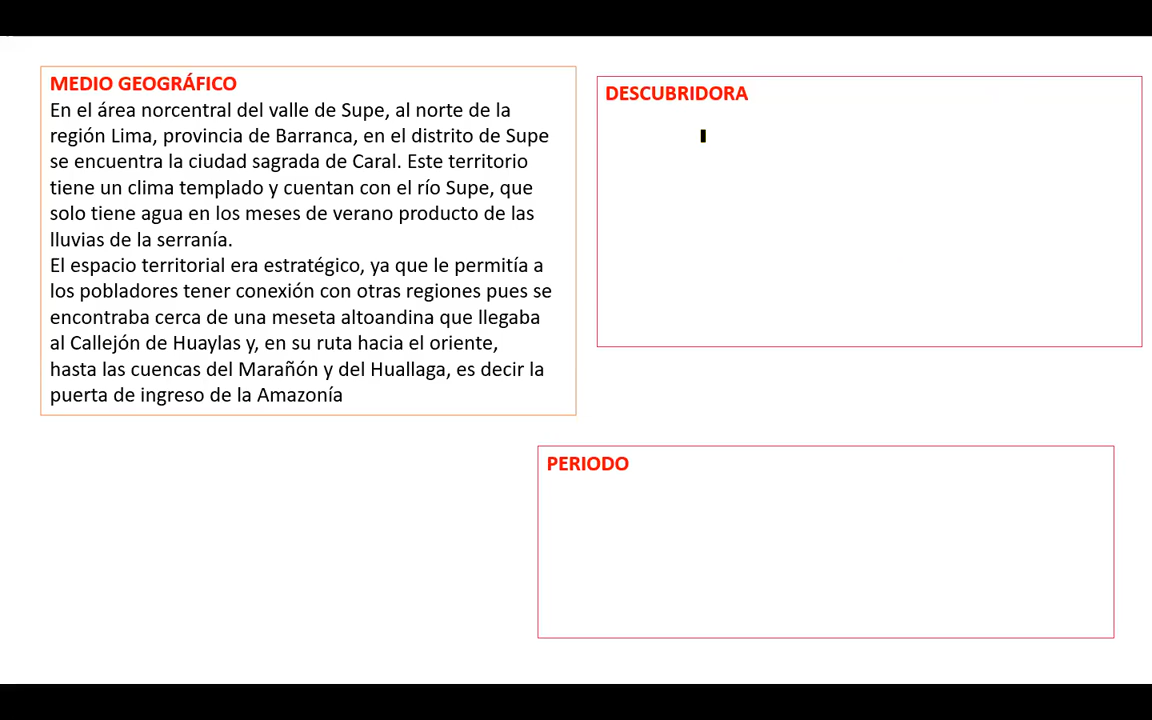 MEDIO GEOGRÁFICO
En el área norcentral del valle de Supe, al norte de la
región Lima, provincia de Barranca, en el distrito de Supe
se encuentra la ciudad sagrada de Caral. Este territorio
tiene un clima templado y cuentan con el río Supe, que
solo tiene agua en los meses de verano producto de las
lluvias de la serranía.
El espacio territorial era estratégico, ya que le permitía a
los pobladores tener conexión con otras regiones pues se
encontraba cerca de una meseta altoandina que llegaba
al Callejón de Huaylas y, en su ruta hacia el oriente,
hasta las cuencas del Marañón y del Huallaga, es decir la
puerta de ingreso de la Amazonía
DESCUBRIDORA
PERIODO